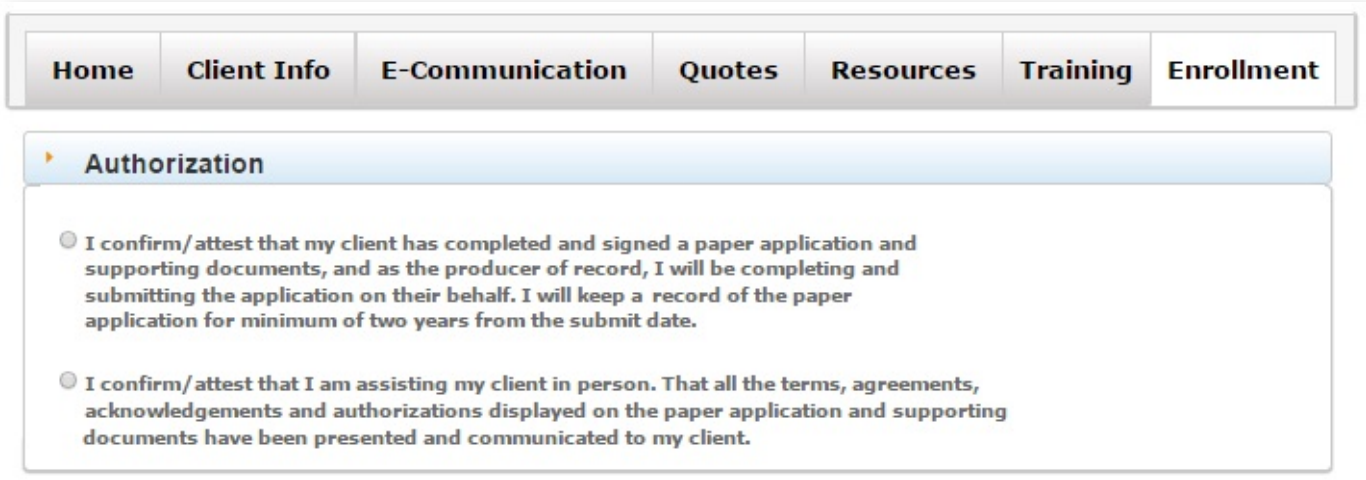 Home Client Info E-Communication Quotes Resources Training Enrollment
Authorization
I confirm/attest that my client has completed and signed a paper application and
supporting documents, and as the producer of record, I will be completing and
submitting the application on their behalf. I will keep a record of the paper
application for minimum of two years from the submit date.
I confirm/attest that I am assisting my client in person. That all the terms, agreements,
acknowledgements and authorizations displayed on the paper application and supporting
documents have been presented and communicated to my client.